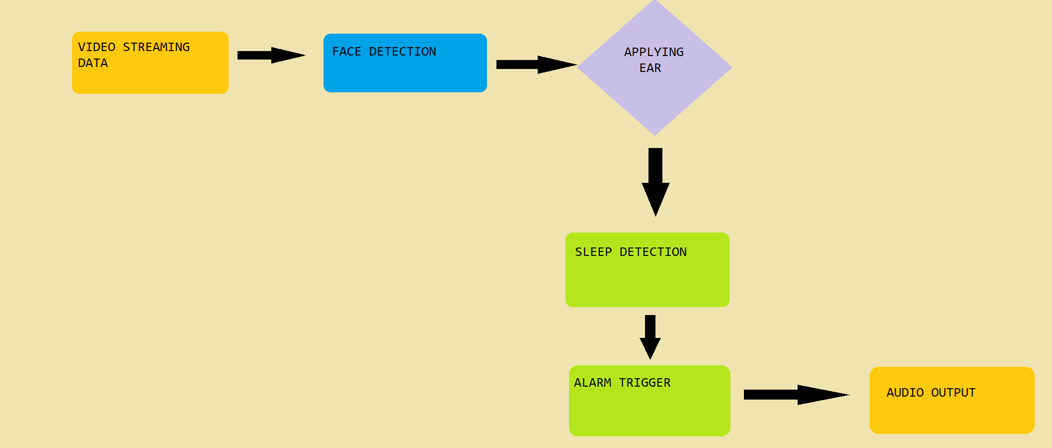 VIDEO STREAMING
DATA
FACE DETECTION
APPLYING
EAR
SLEEP DETECTION
ALARM TRIGGER
AUDIO OUTPUT